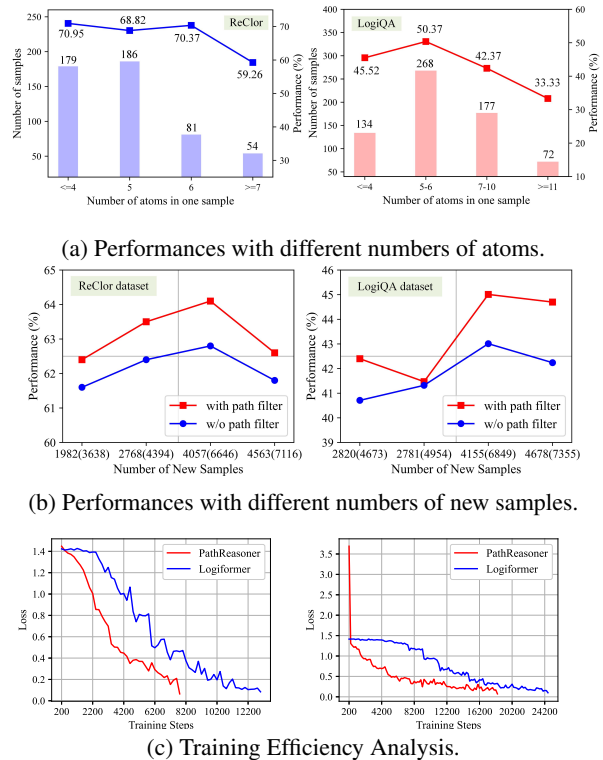 ReClor
250
200
150
100
50
Number of samples
70.95
68.82
70.37
59.26
179
186
81
54
70
60
50
40
30
Performance (%)
<=4 5 6 >=7
Number of atoms in one sample
LogiQA
400
350
300
250
200
150
100
50
Number of samples
45.52
50.37
42.37
33.33
134
268
177
72
60
50
40
30
20
10
Performance (%)
<=4 5-6 7-10 >=11
Number of atoms in one sample
(a) Performances with different numbers of atoms.
ReClor dataset
65
64
63
62
61
60
Performance (%)
with path filter
w/o path filter
1982(3638) 2768(4394) 4057(6646) 4563(7116)
Number of New Samples
LogiQA dataset
46
45
44
43
42
41
40
39
Performance (%)
with path filter
w/o path filter
2820(4673) 2781(4954) 4155(6849) 4678(7355)
Number of New Samples
(b) Performances with different numbers of new samples.
1.4
1.2
1.0
0.8
0.6
0.4
0.2
0.0
Loss
PathReasoner
Logiformer
200 2200 4200 6200 8200 10200 12200
Training Steps
3.5
3.0
2.5
2.0
1.5
1.0
0.5
0.0
Loss
PathReasoner
Logiformer
200 4200 8200 12200 16200 20200 24200
Training Steps
(c) Training Efficiency Analysis.